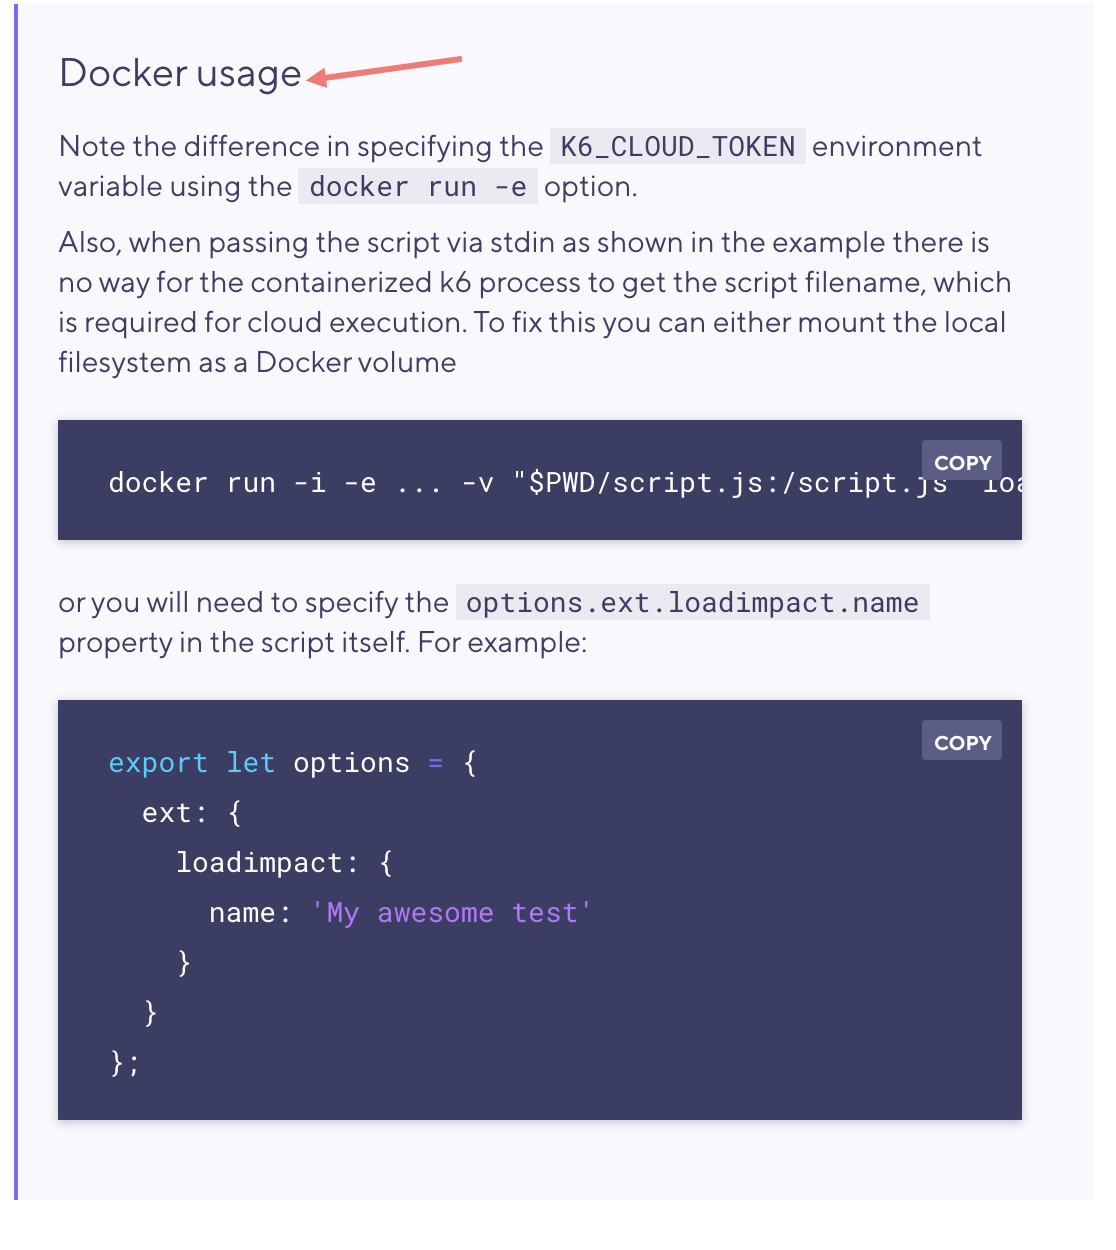 Docker usage
Note the difference in specifying the K6_CLOUD_TOKEN environment
variable using the docker run -e option.
Also, when passing the script via stdin as shown in the example there is
no way for the containerized k6 process to get the script filename, which
is required for cloud execution. To fix this you can either mount the local
filesystem as a Docker volume
COPY
docker run -i -e ... -v "$PWD/script.js:/script.js"
or you will need to specify the options.ext.loadimpact.name
property in the script itself. For example:
COPY
export let options = {
  ext: {
    loadimpact: {
      name: 'My awesome test'
    }
  }
};